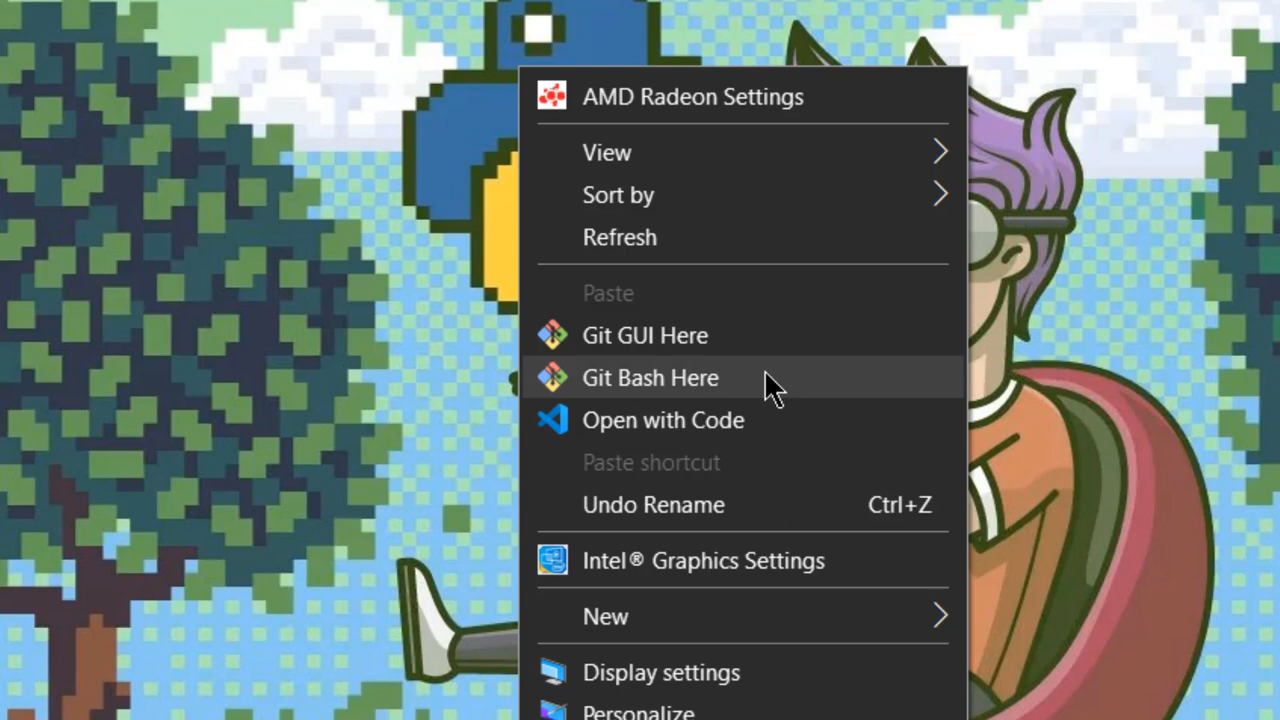 AMD Radeon Settings
View
Sort by
Refresh
Paste
Git GUI Here
Git Bash Here
Open with Code
Paste shortcut
Undo Rename Ctrl+Z
Intel® Graphics Settings
New
Display settings
Personalize